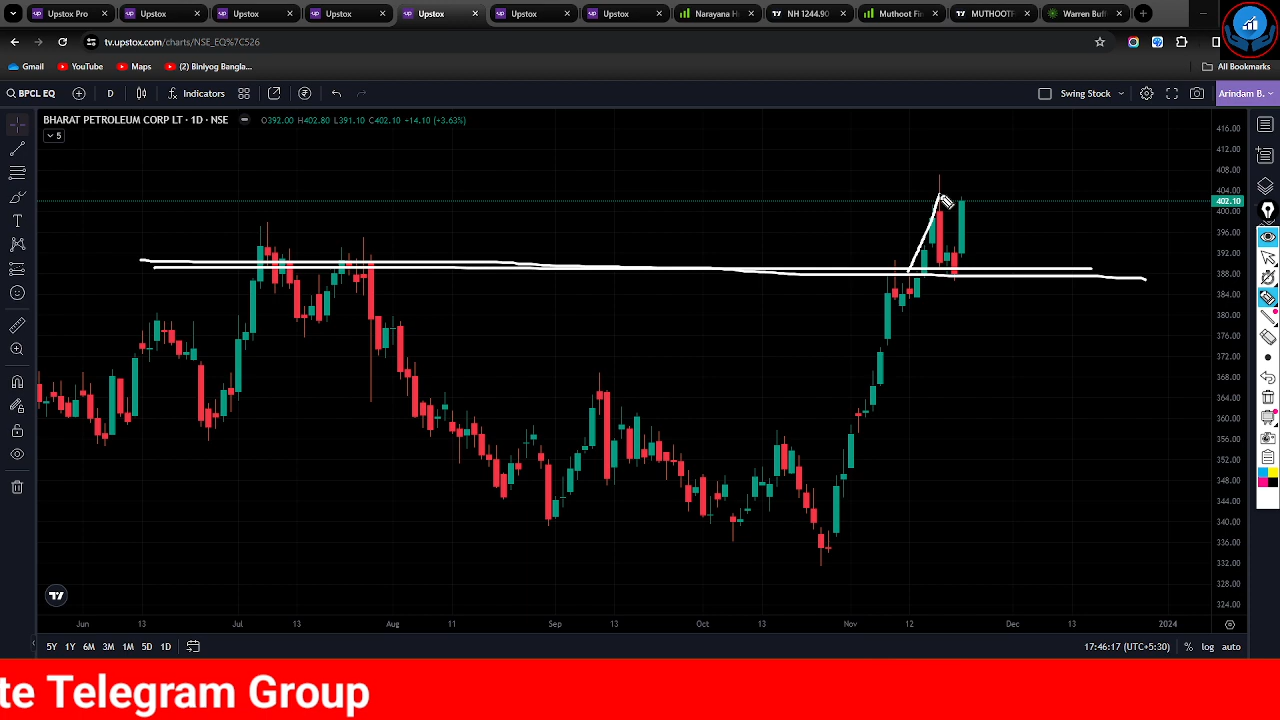 Upstox Pro
Upstox
Upstox
Upstox
Upstox
Upstox
Upstox
Narayana H
NH 1244.90
Muthoot Fin
MUTHOOTF
Warren Buff
tv.upstox.com/charts/NSE_EQ%7C526
Gmail
YouTube
Maps
(2) Biniyog Bangla...
All Bookmarks
BPCL EQ
D
Indicators
Swing Stock
Arindam B.
BHARAT PETROLEUM CORP LT · 1D · NSE
O392.00 H402.80 L391.10 C402.10 +14.10 (+3.63%)
5
416.00
412.00
408.00
404.00
402.10
400.00
396.00
392.00
388.00
384.00
380.00
376.00
372.00
368.00
364.00
360.00
356.00
352.00
348.00
344.00
340.00
336.00
332.00
328.00
324.00
Jun 13 Jul 13 Aug 11 Sep 13 Oct 13 Nov 12 Dec 13 2024
5Y 1Y 6M 3M 1M 5D 1D
17:46:17 (UTC+5:30) % log auto
te Telegram Group